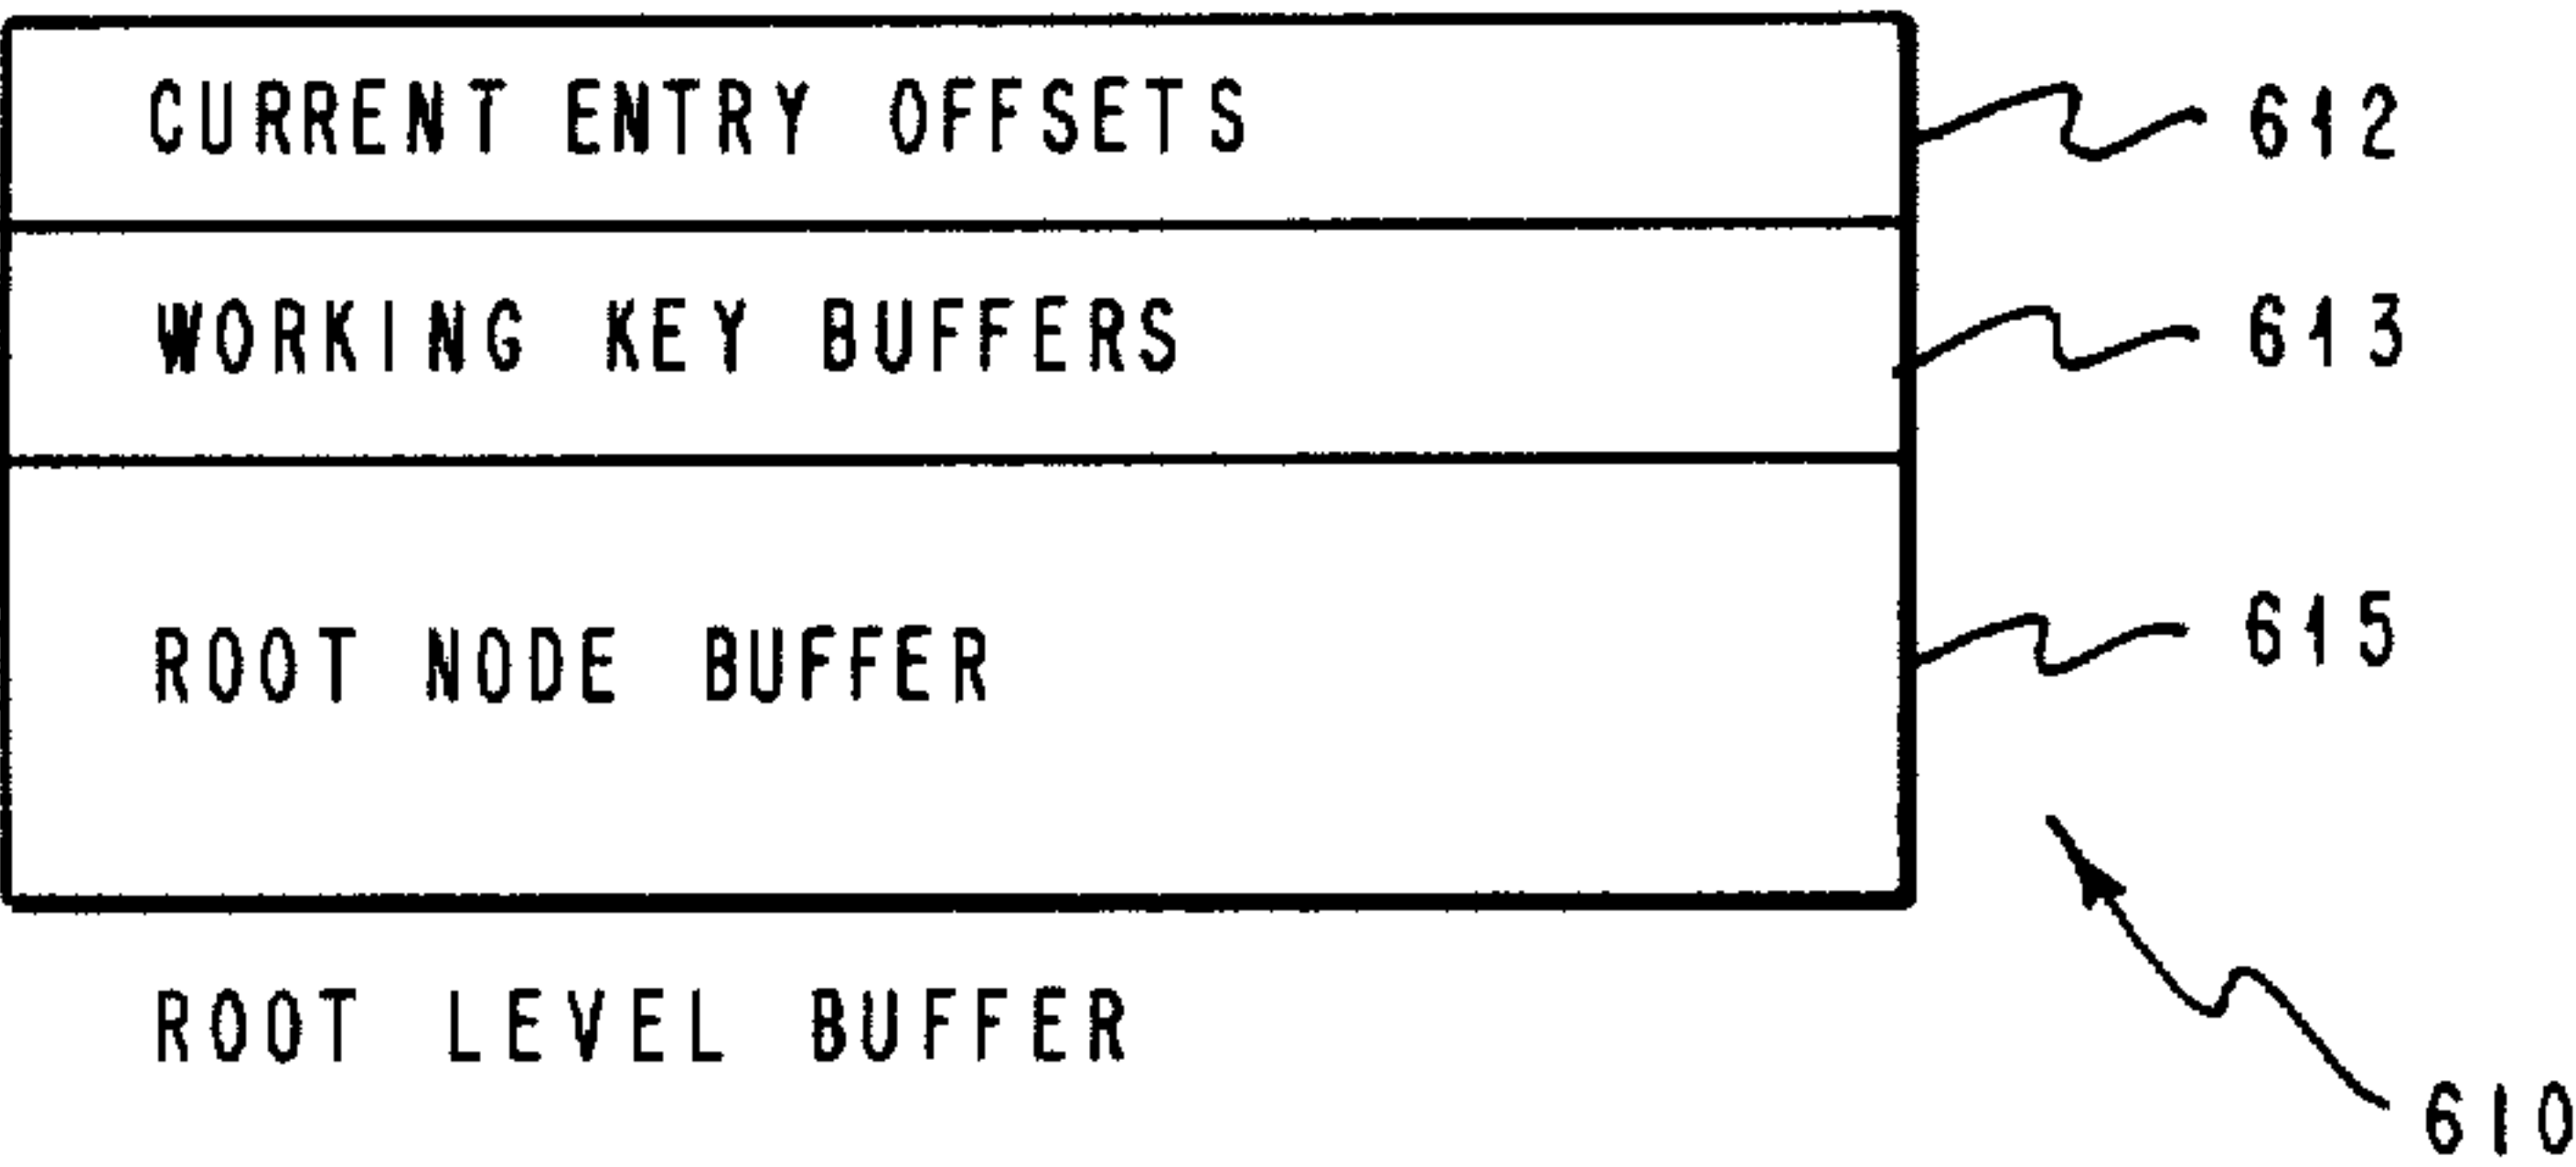 CURRENT ENTRY OFFSETS 612
WORKING KEY BUFFERS 613
ROOT NODE BUFFER 615
ROOT LEVEL BUFFER
610